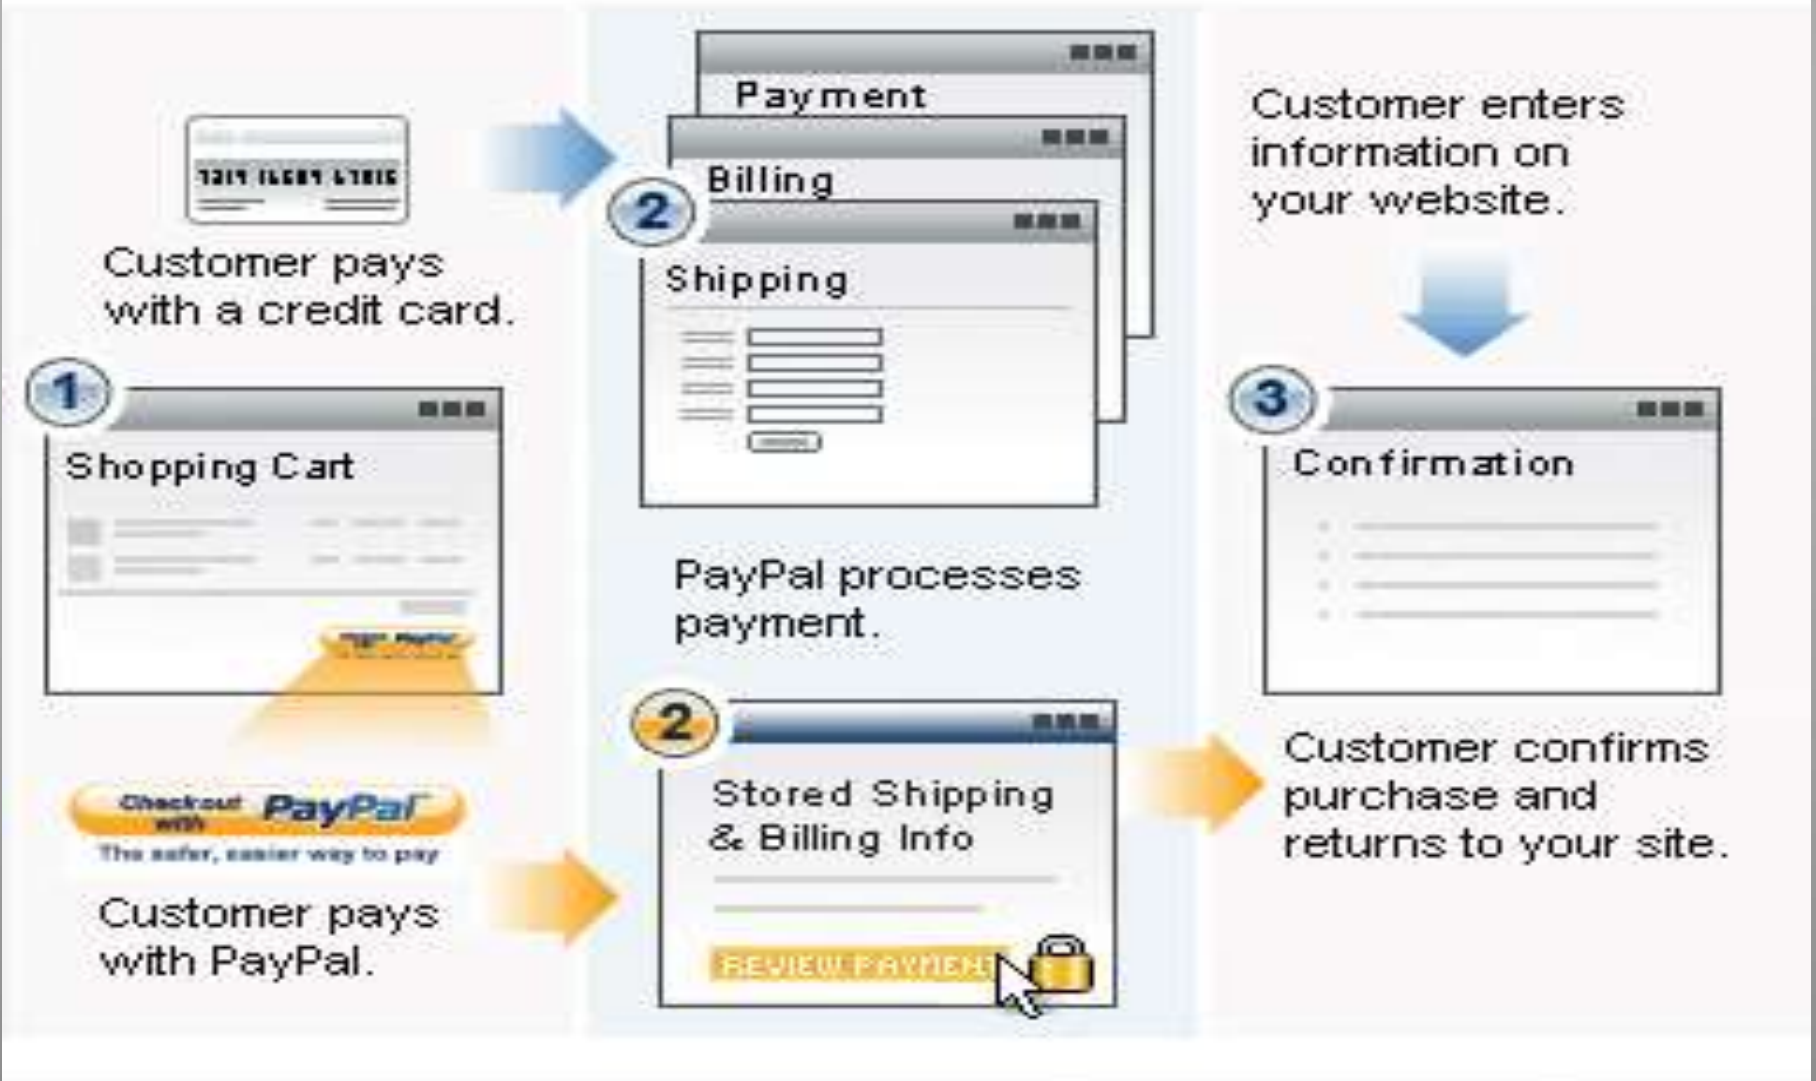 Customer pays
with a credit card.
1
Shopping Cart
Checkout
with
PayPal
The safer, easier way to pay
Customer pays
with PayPal.
Payment
Billing
2
Shipping
PayPal processes
payment.
2
Stored Shipping
& Billing Info
REVIEW PAYMENT
Customer enters
information on
your website.
3
Confirmation
Customer confirms
purchase and
returns to your site.